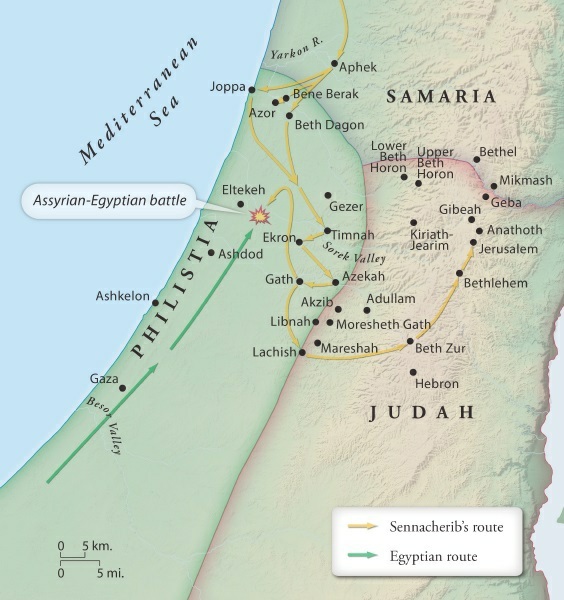 Yarkon R.
Aphek
Joppa
Bene Berak
Azor
Beth Dagon
Mediterranean
Sea
SAMARIA
Lower
Beth
Horon
Upper
Beth
Horon
Bethel
Mikmash
Geba
Gibeah
Anathoth
Kiriath-
Jearim
Jerusalem
Assyrian-Egyptian battle
Eltekeh
Gezer
Ekron
Timnah
Sorek Valley
Ashdod
PHILISTIA
Gath
Azekah
Bethlehem
Ashkelon
Akzib
Adullam
Libnah
Moresheth Gath
Lachish
Mareshah
Beth Zur
Gaza
Besor Valley
Hebron
JUDAH
Sennacherib's route
Egyptian route
0 5 km.
0 5 mi.